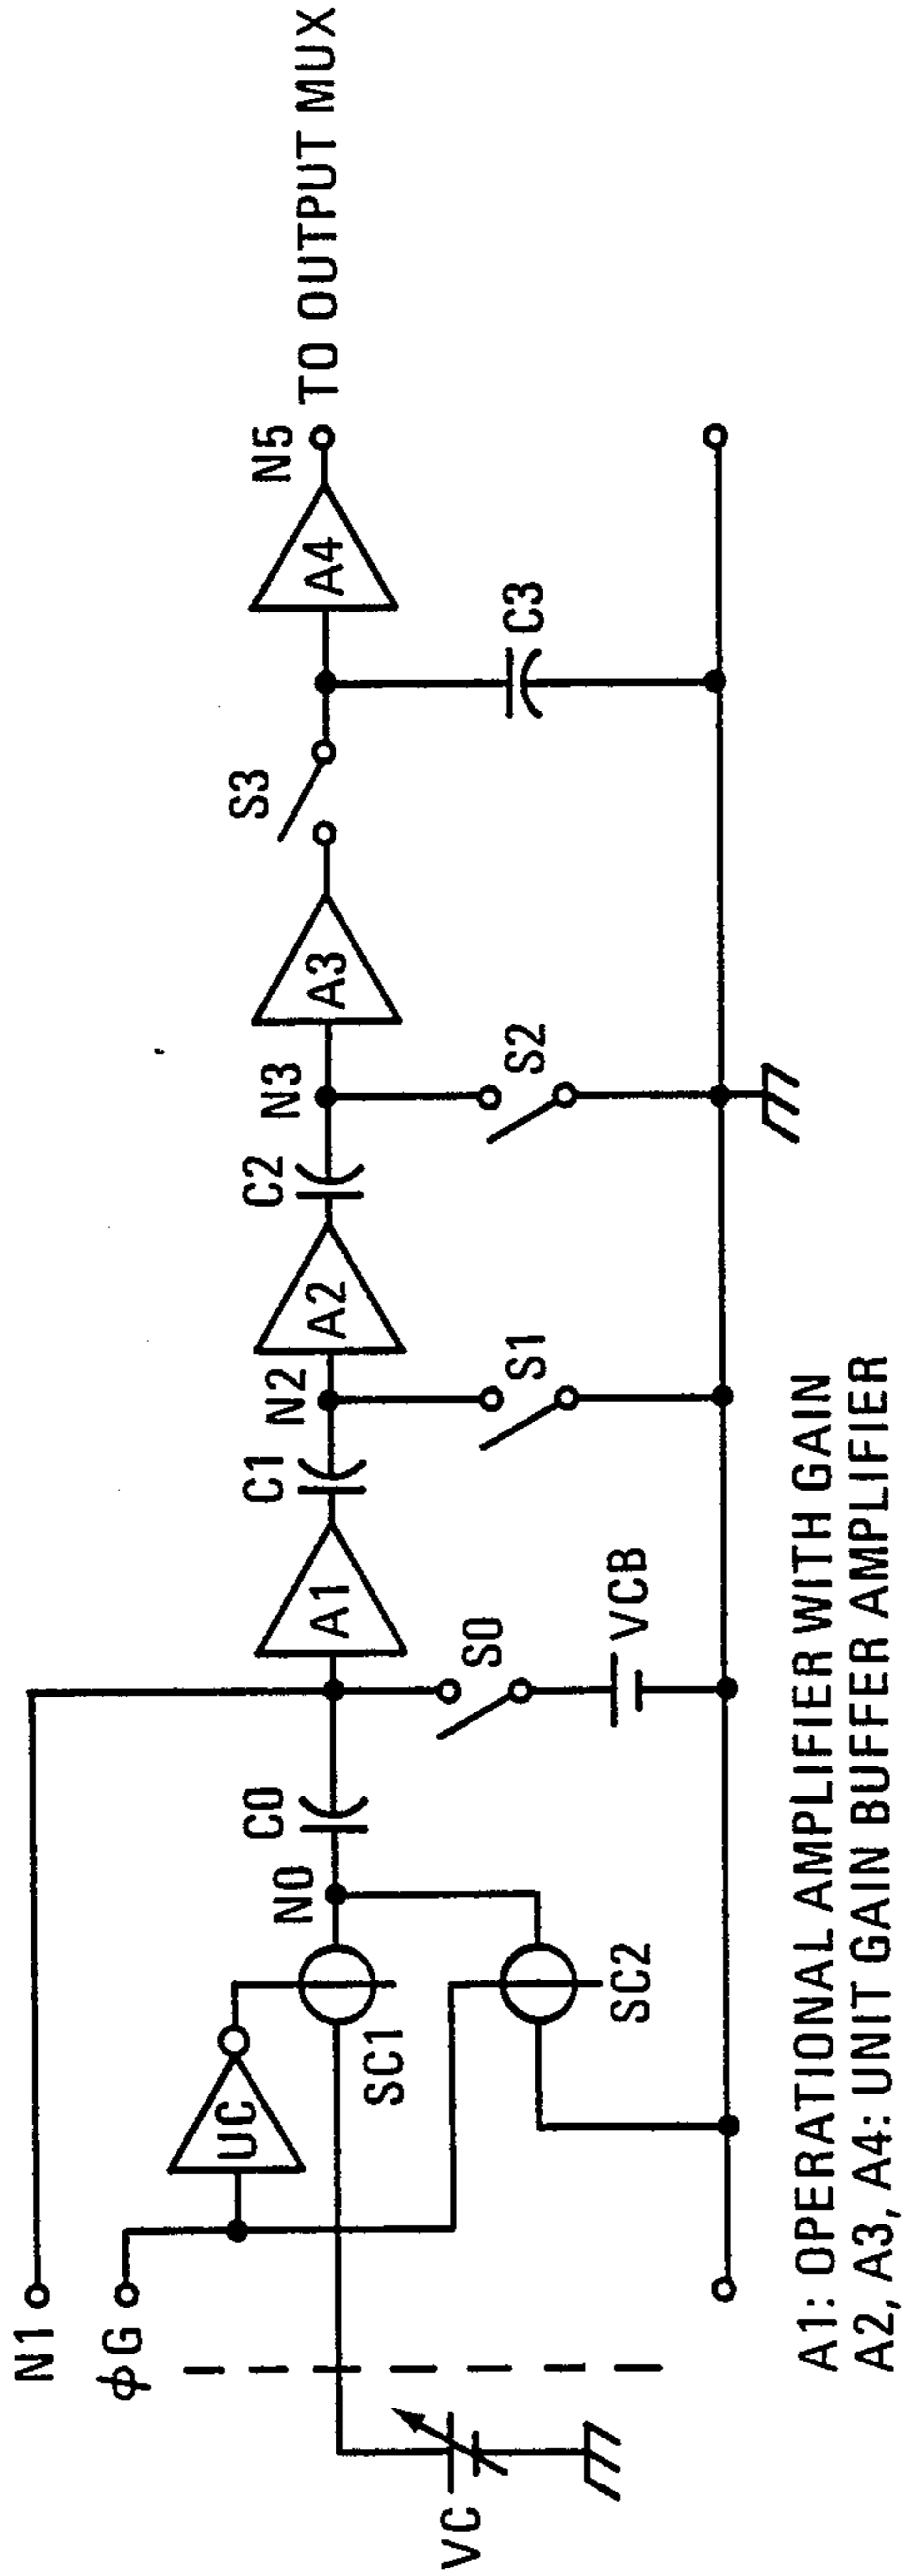 N1
ϕG
VC
UC
SC1
SC2
N0
C0
S0
VCB
A1
C1
N2
S1
A2
C2
N3
S2
A3
S3
C3
A4
N5
TO OUTPUT MUX
A1: OPERATIONAL AMPLIFIER WITH GAIN
A2, A3, A4: UNIT GAIN BUFFER AMPLIFIER